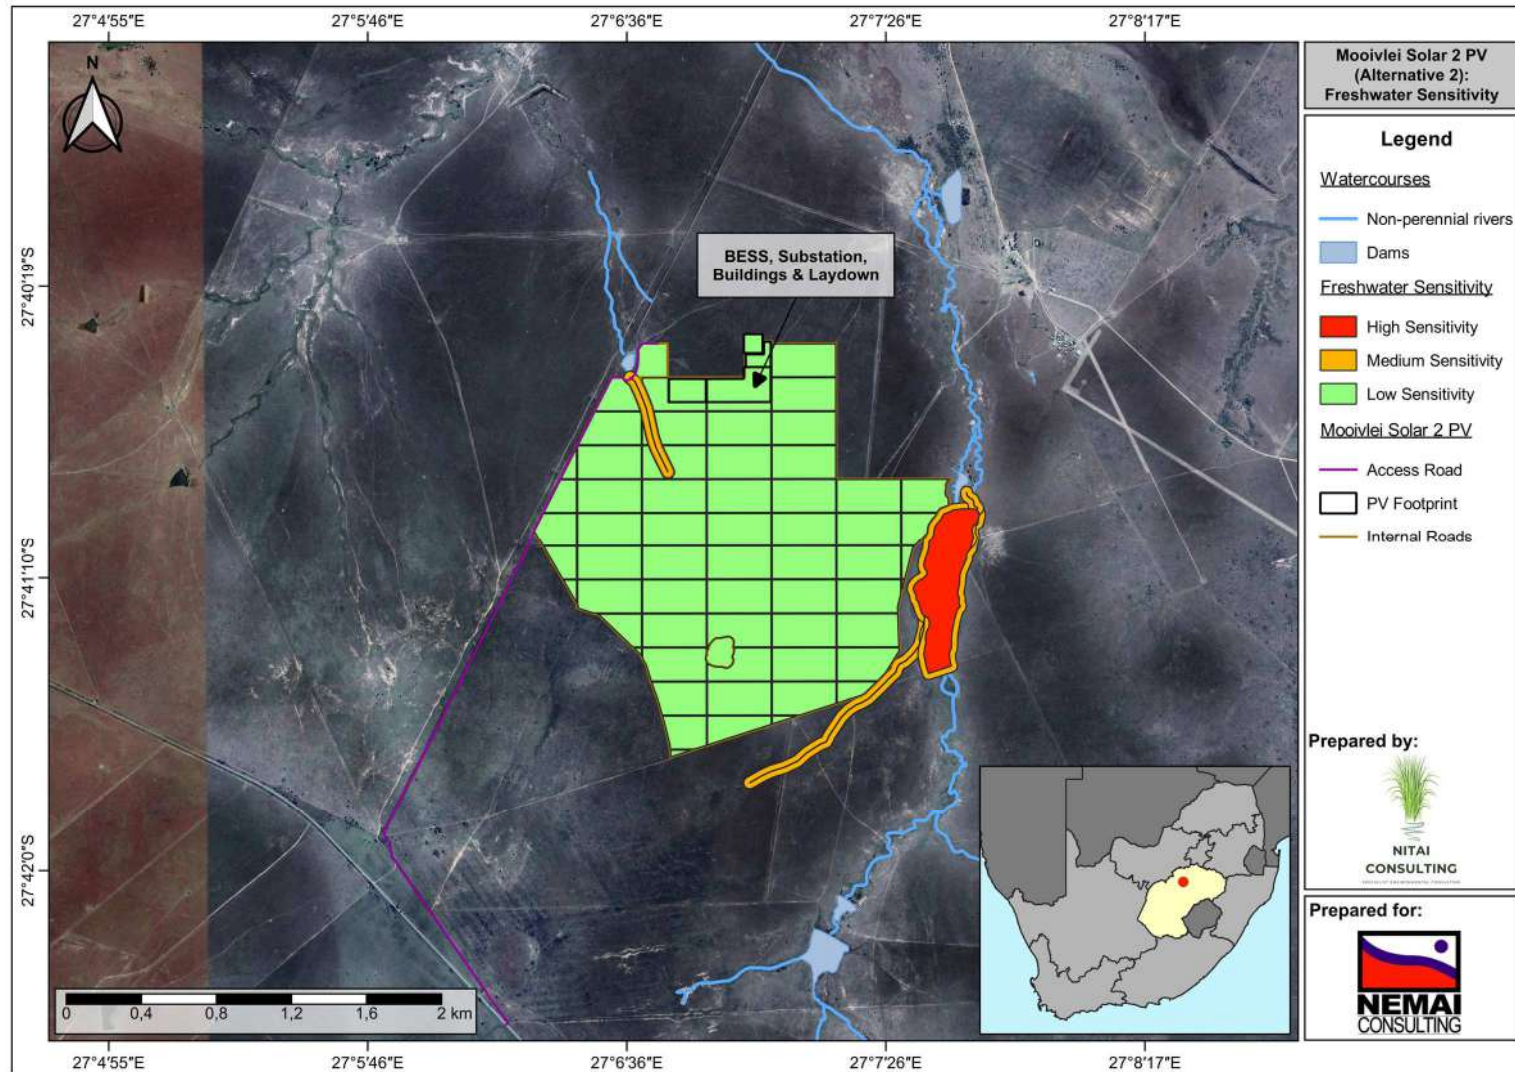 27°4'55"E
27°5'46"E
27°6'36"E
27°7'26"E
27°8'17"E
N
27°40'19"S
27°41'10"S
27°42'0"S
BESS, Substation,
Buildings & Laydown
0
0,4
0,8
1,2
1,6
2 km
27°4'55"E
27°5'46"E
27°6'36"E
27°7'26"E
27°8'17"E
Mooivlei Solar 2 PV
(Alternative 2):
Freshwater Sensitivity
Legend
Watercourses
Non-perennial rivers
Dams
Freshwater Sensitivity
High Sensitivity
Medium Sensitivity
Low Sensitivity
Mooivlei Solar 2 PV
Access Road
PV Footprint
Internal Roads
Prepared by:
NITAI
CONSULTING
Prepared for:
NEMAI
CONSULTING